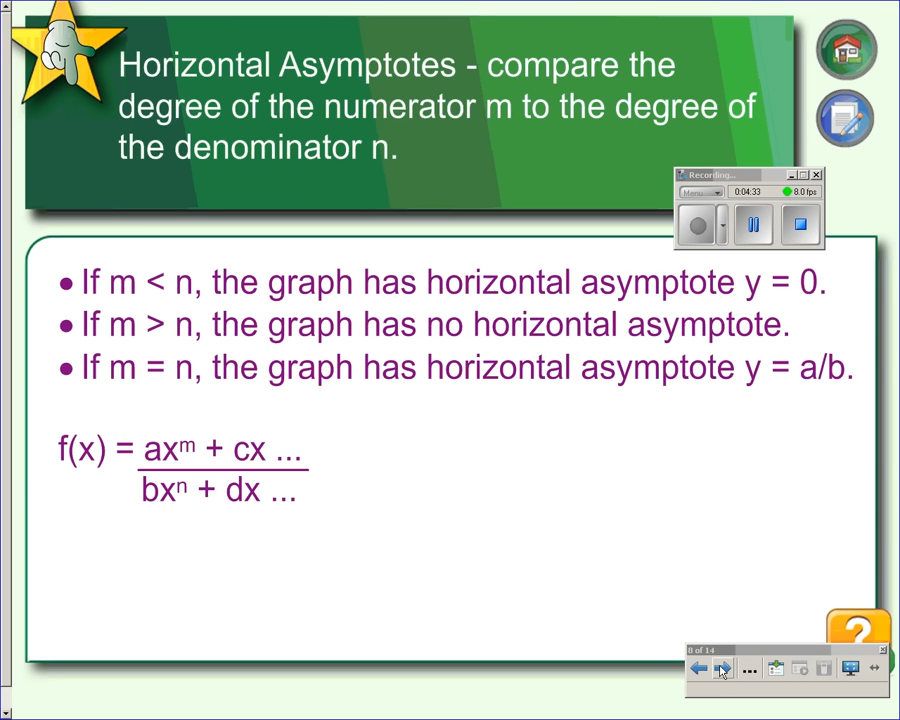 Horizontal Asymptotes - compare the
degree of the numerator m to the degree of
the denominator n.
Recording...
Menu
0:04:33
8.0 fps
• If m < n, the graph has horizontal asymptote y = 0.
• If m > n, the graph has no horizontal asymptote.
• If m = n, the graph has horizontal asymptote y = a/b.
f(x) = axᵐ + cx ...
bxⁿ + dx ...
?
8 of 14
...